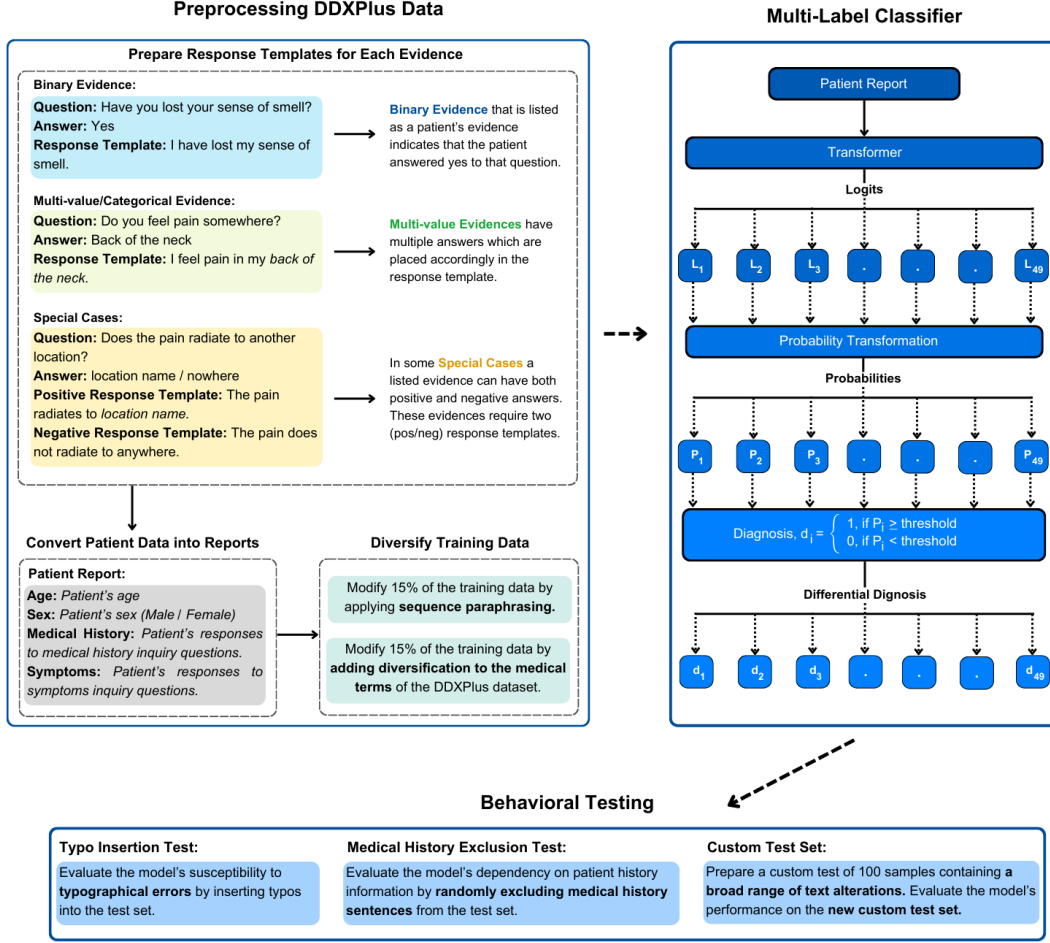 Preprocessing DDXPlus Data
Prepare Response Templates for Each Evidence
Binary Evidence:
Question: Have you lost your sense of smell?
Answer: Yes
Response Template: I have lost my sense of
smell.
Binary Evidence that is listed
as a patient's evidence
indicates that the patient
answered yes to that question.
Multi-value/Categorical Evidence:
Question: Do you feel pain somewhere?
Answer: Back of the neck
Response Template: I feel pain in my back of
the neck.
Multi-value Evidences have
multiple answers which are
placed accordingly in the
response template.
Special Cases:
Question: Does the pain radiate to another
location?
Answer: location name / nowhere
Positive Response Template: The pain
radiates to location name.
Negative Response Template: The pain does
not radiate to anywhere.
In some Special Cases a
listed evidence can have both
positive and negative answers.
These evidences require two
(pos/neg) response templates.
Convert Patient Data into Reports
Patient Report:
Age: Patient's age
Sex: Patient's sex (Male / Female)
Medical History: Patient's responses
to medical history inquiry questions.
Symptoms: Patient's responses to
symptoms inquiry questions.
Diversify Training Data
Modify 15% of the training data by
applying sequence paraphrasing.
Modify 15% of the training data by
adding diversification to the medical
terms of the DDXPlus dataset.
Multi-Label Classifier
Patient Report
Transformer
Logits
L1 L2 L3 . . . L49
Probability Transformation
Probabilities
P1 P2 P3 . . . P49
Diagnosis, di = { 1, if Pi ≥ threshold
0, if Pi < threshold
Differential Dignosis
d1 d2 d3 . . . d49
Behavioral Testing
Typo Insertion Test:
Evaluate the model's susceptibility to
typographical errors by inserting typos
into the test set.
Medical History Exclusion Test:
Evaluate the model's dependency on patient history
information by randomly excluding medical history
sentences from the test set.
Custom Test Set:
Prepare a custom test of 100 samples containing a
broad range of text alterations. Evaluate the model's
performance on the new custom test set.